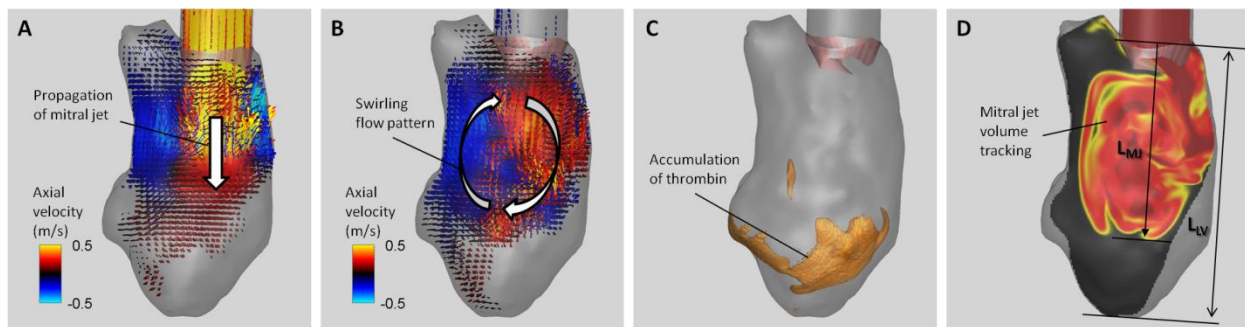 A
Propagation
of mitral jet
Axial
velocity
(m/s)
0.5
-0.5
B
Swirling
flow pattern
Axial
velocity
(m/s)
0.5
-0.5
C
Accumulation
of thrombin
D
Mitral jet
volume
tracking
LMJ
LLV